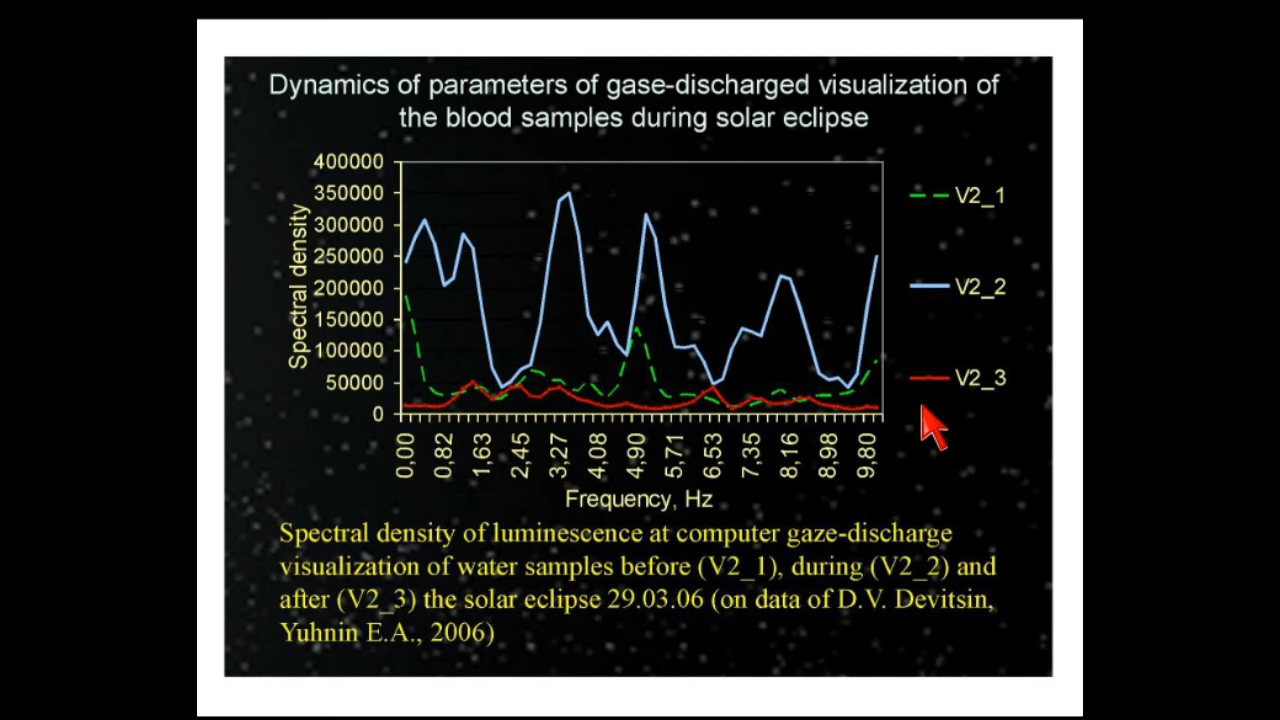 Dynamics of parameters of gase-discharged visualization of
the blood samples during solar eclipse
Spectral density
400000
350000
300000
250000
200000
150000
100000
50000
0
0,00
0,82
1,63
2,45
3,27
4,08
4,90
5,71
6,53
7,35
8,16
8,98
9,80
Frequency, Hz
V2_1
V2_2
V2_3
Spectral density of luminescence at computer gaze-discharge
visualization of water samples before (V2_1), during (V2_2) and
after (V2_3) the solar eclipse 29.03.06 (on data of D.V. Devitsin,
Yuhnin E.A., 2006)